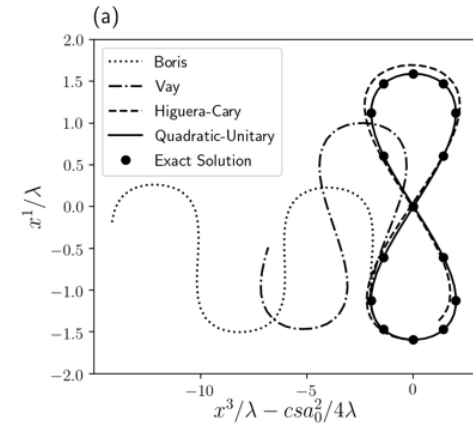 (a)
2.0
1.5
1.0
0.5
0.0
−0.5
−1.0
−1.5
−2.0
x¹/λ
Boris
Vay
Higuera-Cary
Quadratic-Unitary
Exact Solution
−10 −5 0
x³/λ − csa₀²/4λ